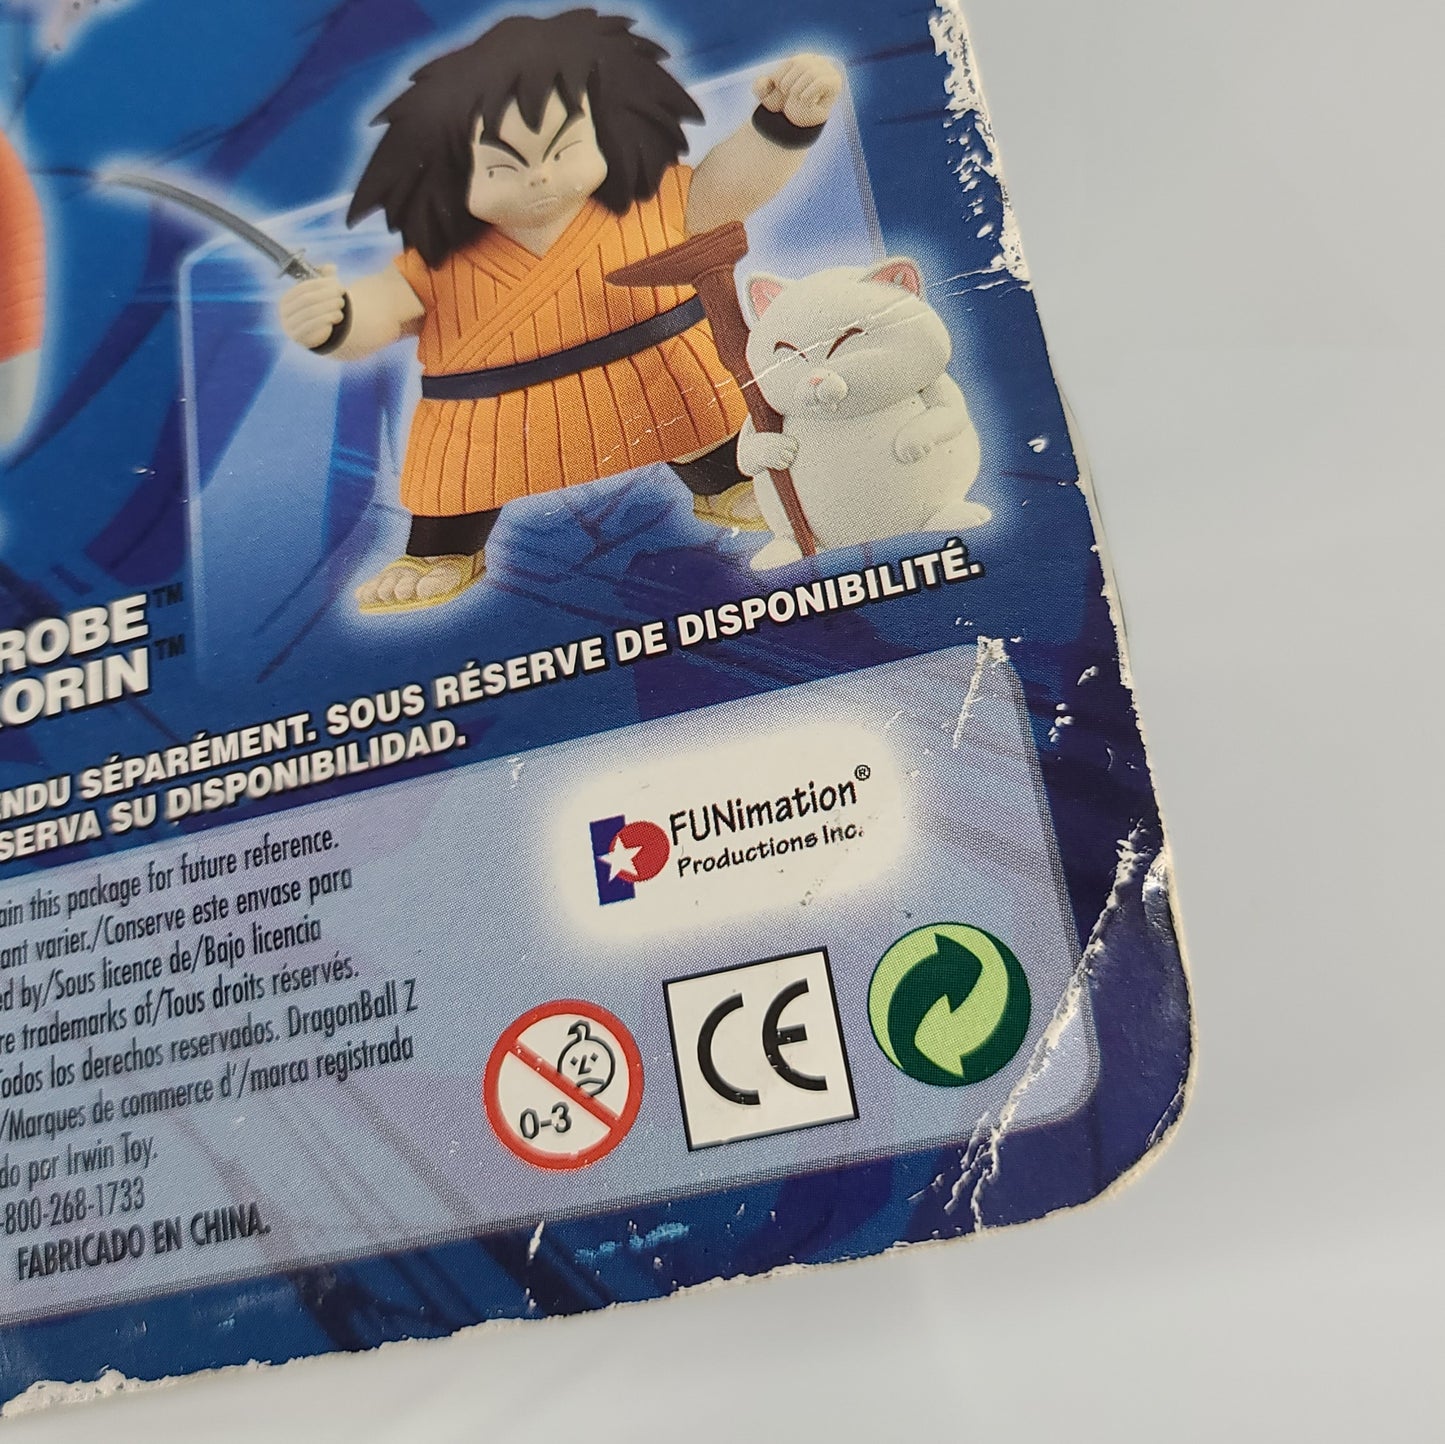 ROBE™
KORIN™
ENDU SÉPARÉMENT. SOUS RÉSERVE DE DISPONIBILITÉ.
SERVA SU DISPONIBILIDAD.
FUNimation®
Productions Inc.
ain this package for future reference.
ant varier./Conserve este envase para
ed by/Sous licence de/Bajo licencia
re trademarks of/Tous droits réservés.
Todos los derechos reservados. DragonBall Z
/Marques de commerce d'/marca registrada
do por Irwin Toy.
-800-268-1733
FABRICADO EN CHINA.
0-3
CE